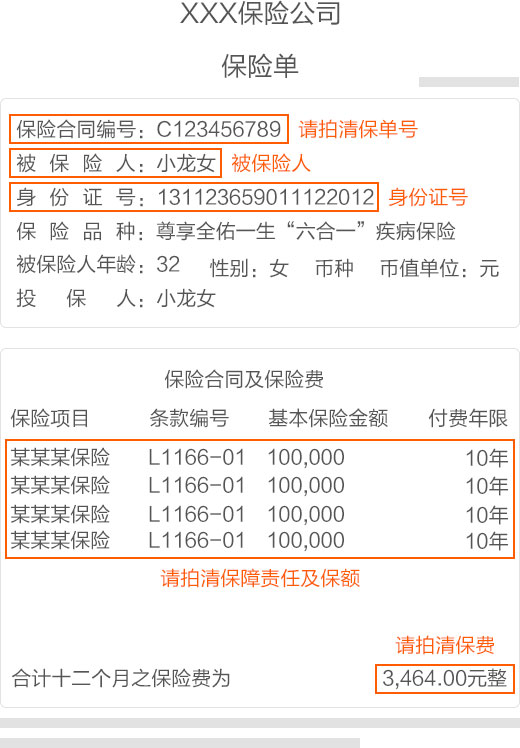 XXX保险公司
保险单
保险合同编号：C123456789 请拍清保单号
被保险人：小龙女 被保险人
身份证号：131123659011122012 身份证号
保险品种：尊享全佑一生“六合一”疾病保险
被保险人年龄：32 性别：女 币种 币值单位：元
投保人：小龙女
保险合同及保险费
保险项目 条款编号 基本保险金额 付费年限
某某某保险 L1166-01 100,000 10年
某某某保险 L1166-01 100,000 10年
某某某保险 L1166-01 100,000 10年
某某某保险 L1166-01 100,000 10年
请拍清保障责任及保额
请拍清保费
合计十二个月之保险费为 3,464.00元整